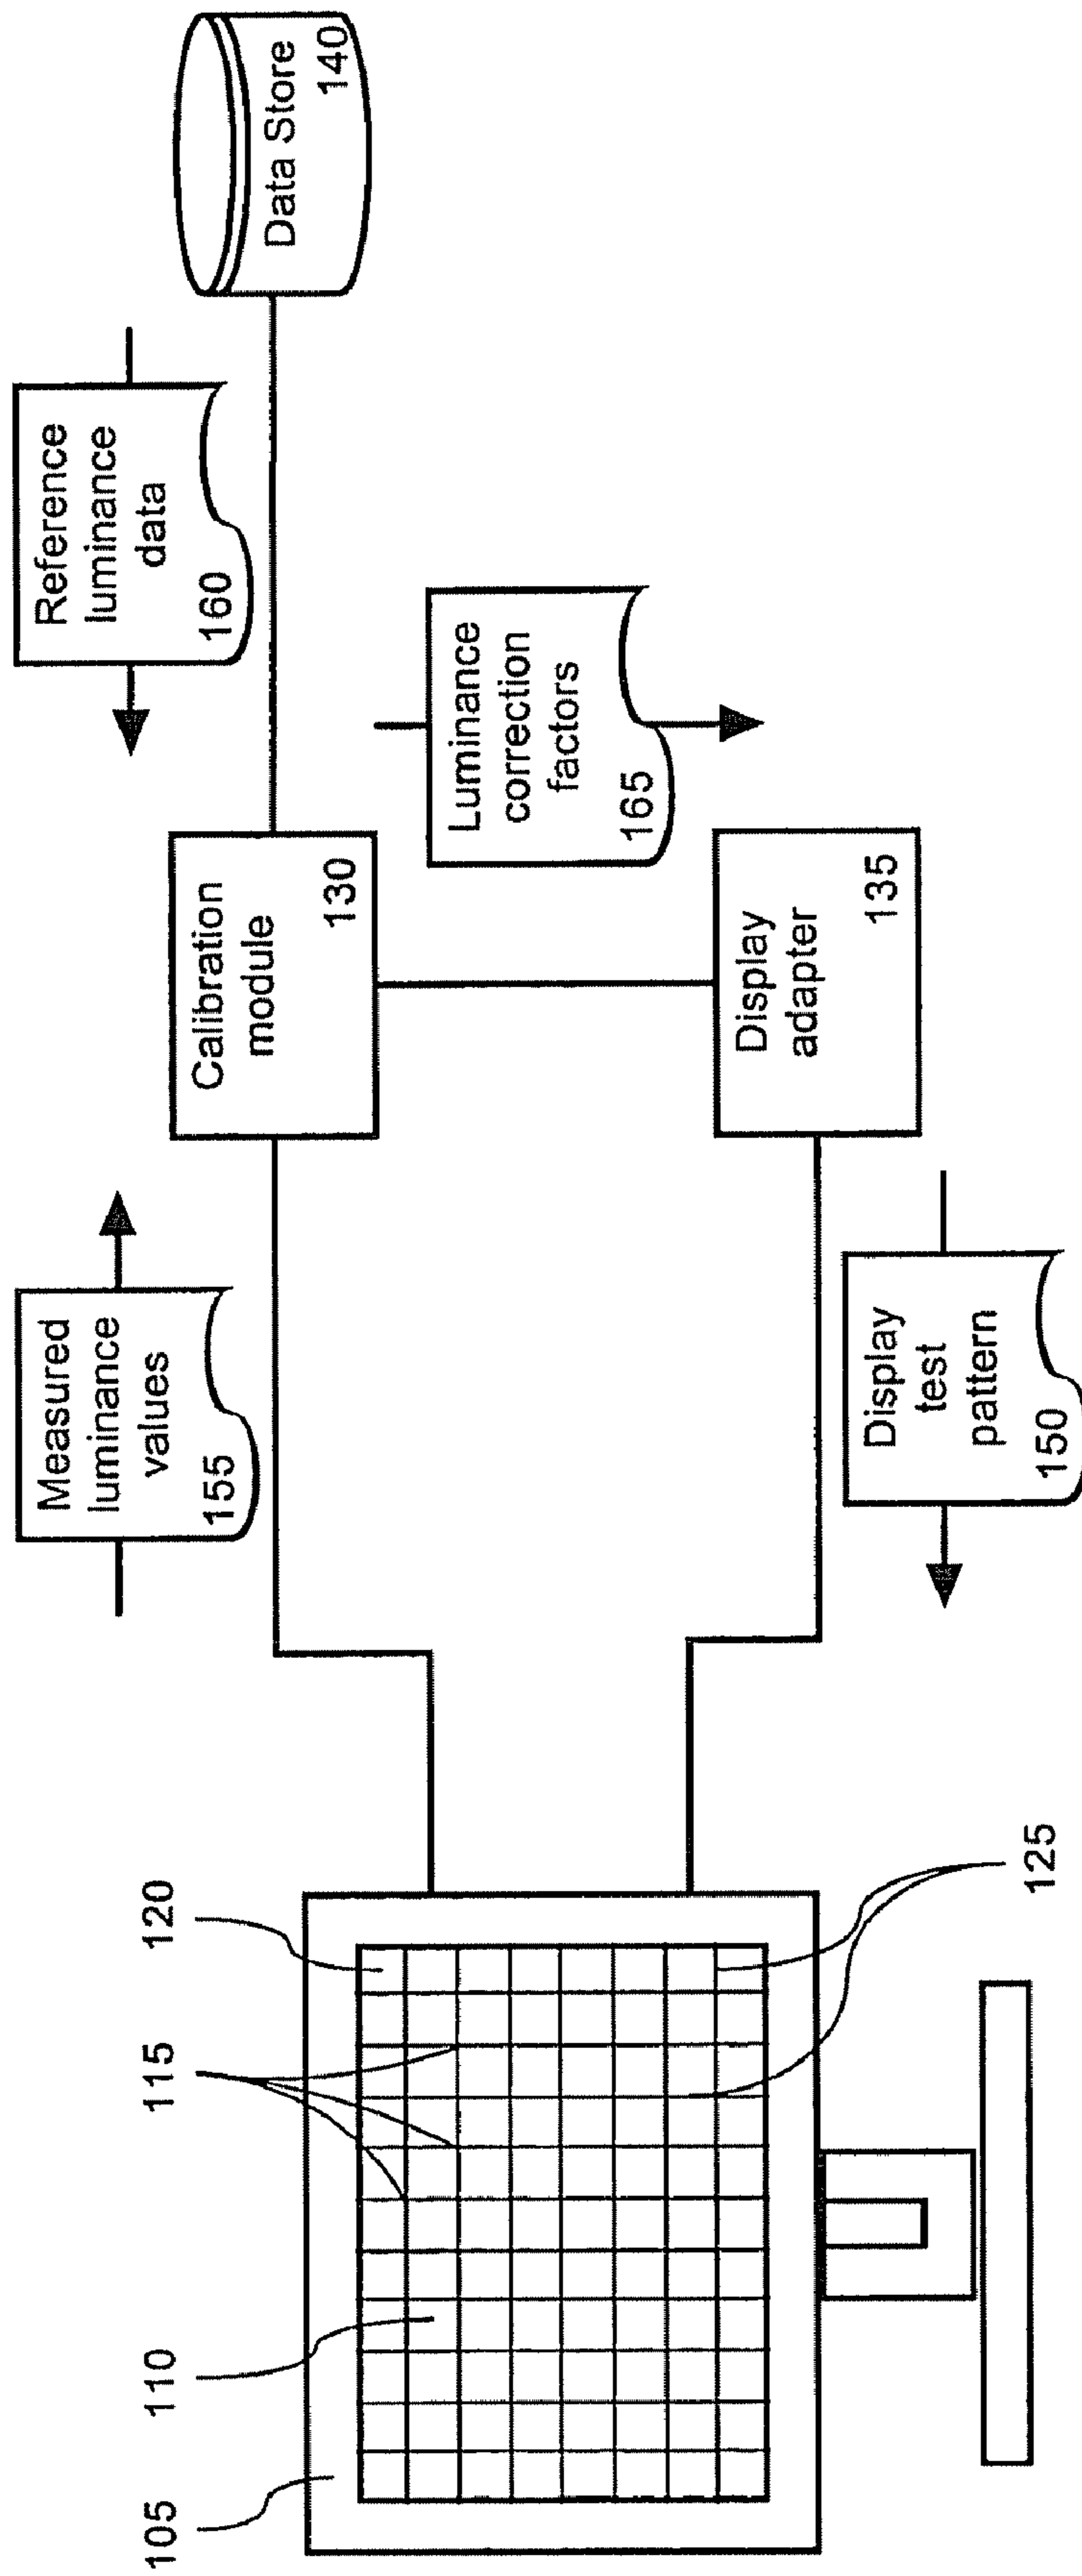 105
110
115
120
125
Measured
luminance
values
155
Reference
luminance
data
160
Calibration
module
130
Data Store
140
Luminance
correction
factors
165
Display
adapter
135
Display
test
pattern
150